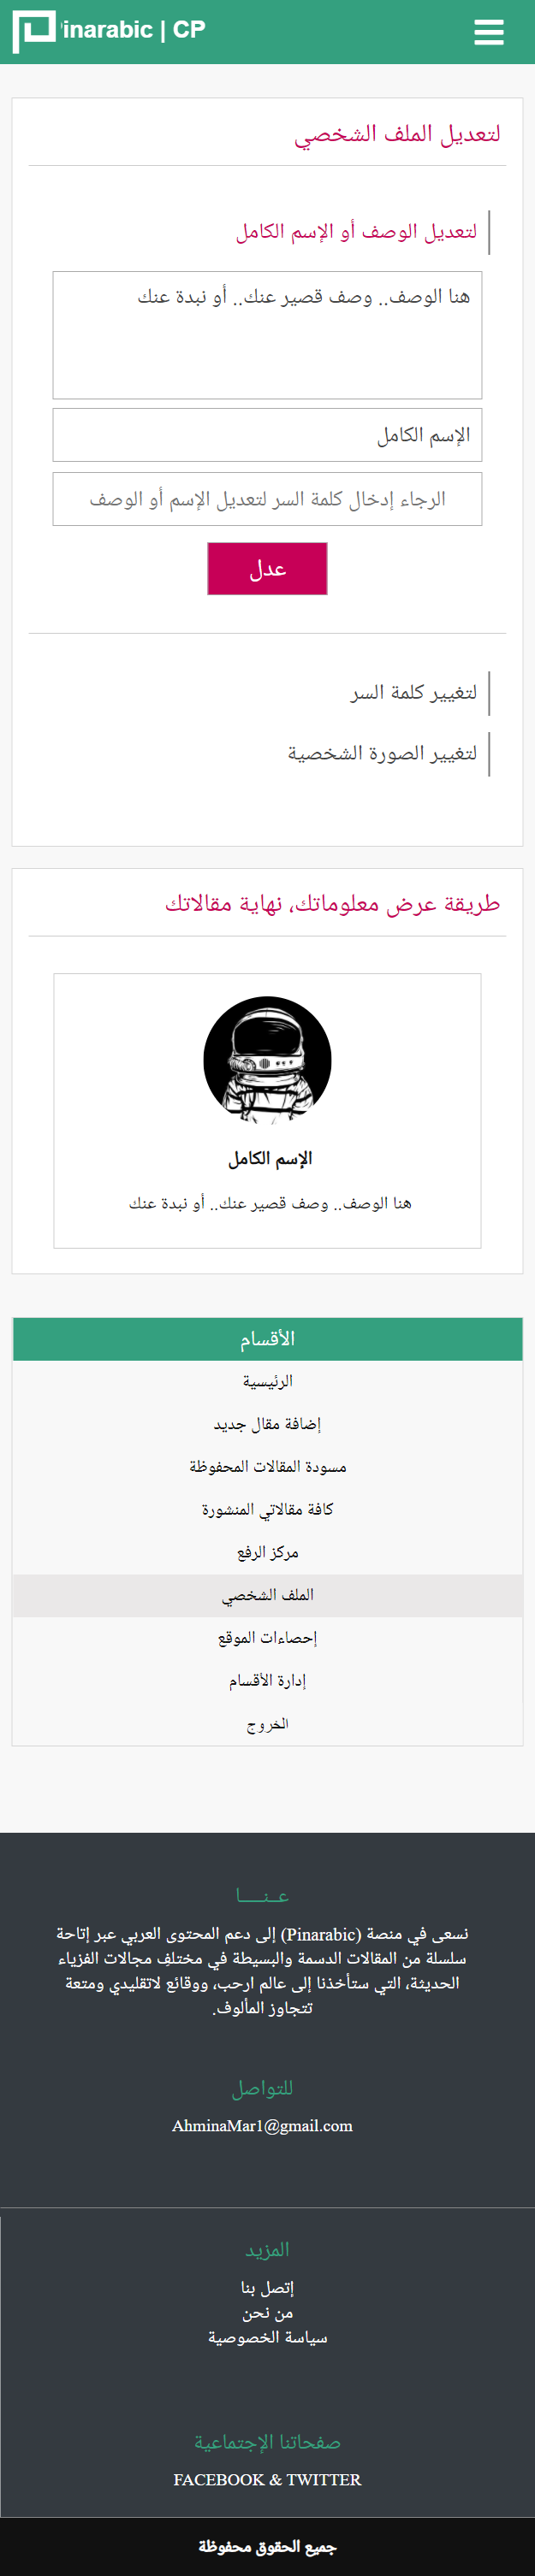 Pinarabic | CP
لتعديل الملف الشخصي
لتعديل الوصف أو الإسم الكامل
هنا الوصف.. وصف قصير عنك.. أو نبدة عنك
الإسم الكامل
الرجاء إدخال كلمة السر لتعديل الإسم أو الوصف
عدل
لتغيير كلمة السر
لتغيير الصورة الشخصية
طريقة عرض معلوماتك، نهاية مقالاتك
الإسم الكامل
هنا الوصف.. وصف قصير عنك.. أو نبدة عنك
الأقسام
الرئيسية
إضافة مقال جديد
مسودة المقالات المحفوظة
كافة مقالاتي المنشورة
مركز الرفع
الملف الشخصي
إحصاءات الموقع
إدارة الأقسام
الخروج
عــنــــا
نسعى في منصة (Pinarabic) إلى دعم المحتوى العربي عبر إتاحة
سلسلة من المقالات الدسمة والبسيطة في مختلف مجالات الفزياء
الحديثة، التي ستأخذنا إلى عالم ارحب، ووقائع لاتقليدي ومتعة
تتجاوز المألوف.
للتواصل
AhminaMar1@gmail.com
المزيد
إتصل بنا
من نحن
سياسة الخصوصية
صفحاتنا الإجتماعية
FACEBOOK & TWITTER
جميع الحقوق محفوظة